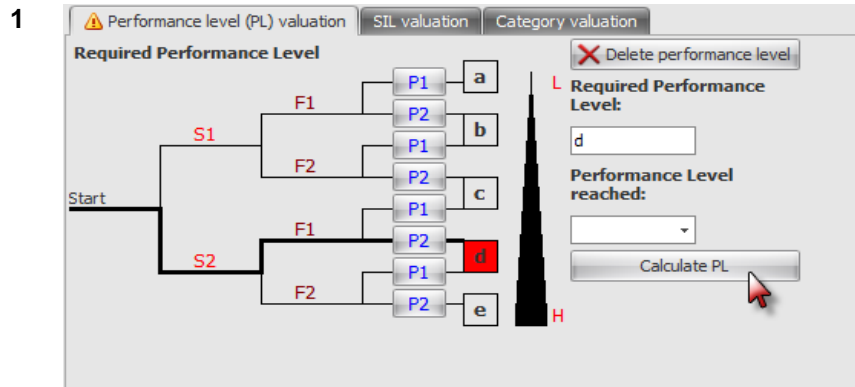 1
Performance level (PL) valuation
SIL valuation
Category valuation
Required Performance Level
Delete performance level
P1
a
L
Required Performance
Level:
F1
P2
S1
b
d
P1
F2
P2
Performance Level
reached:
Start
c
P1
F1
P2
S2
d
Calculate PL
P1
F2
P2
e
H